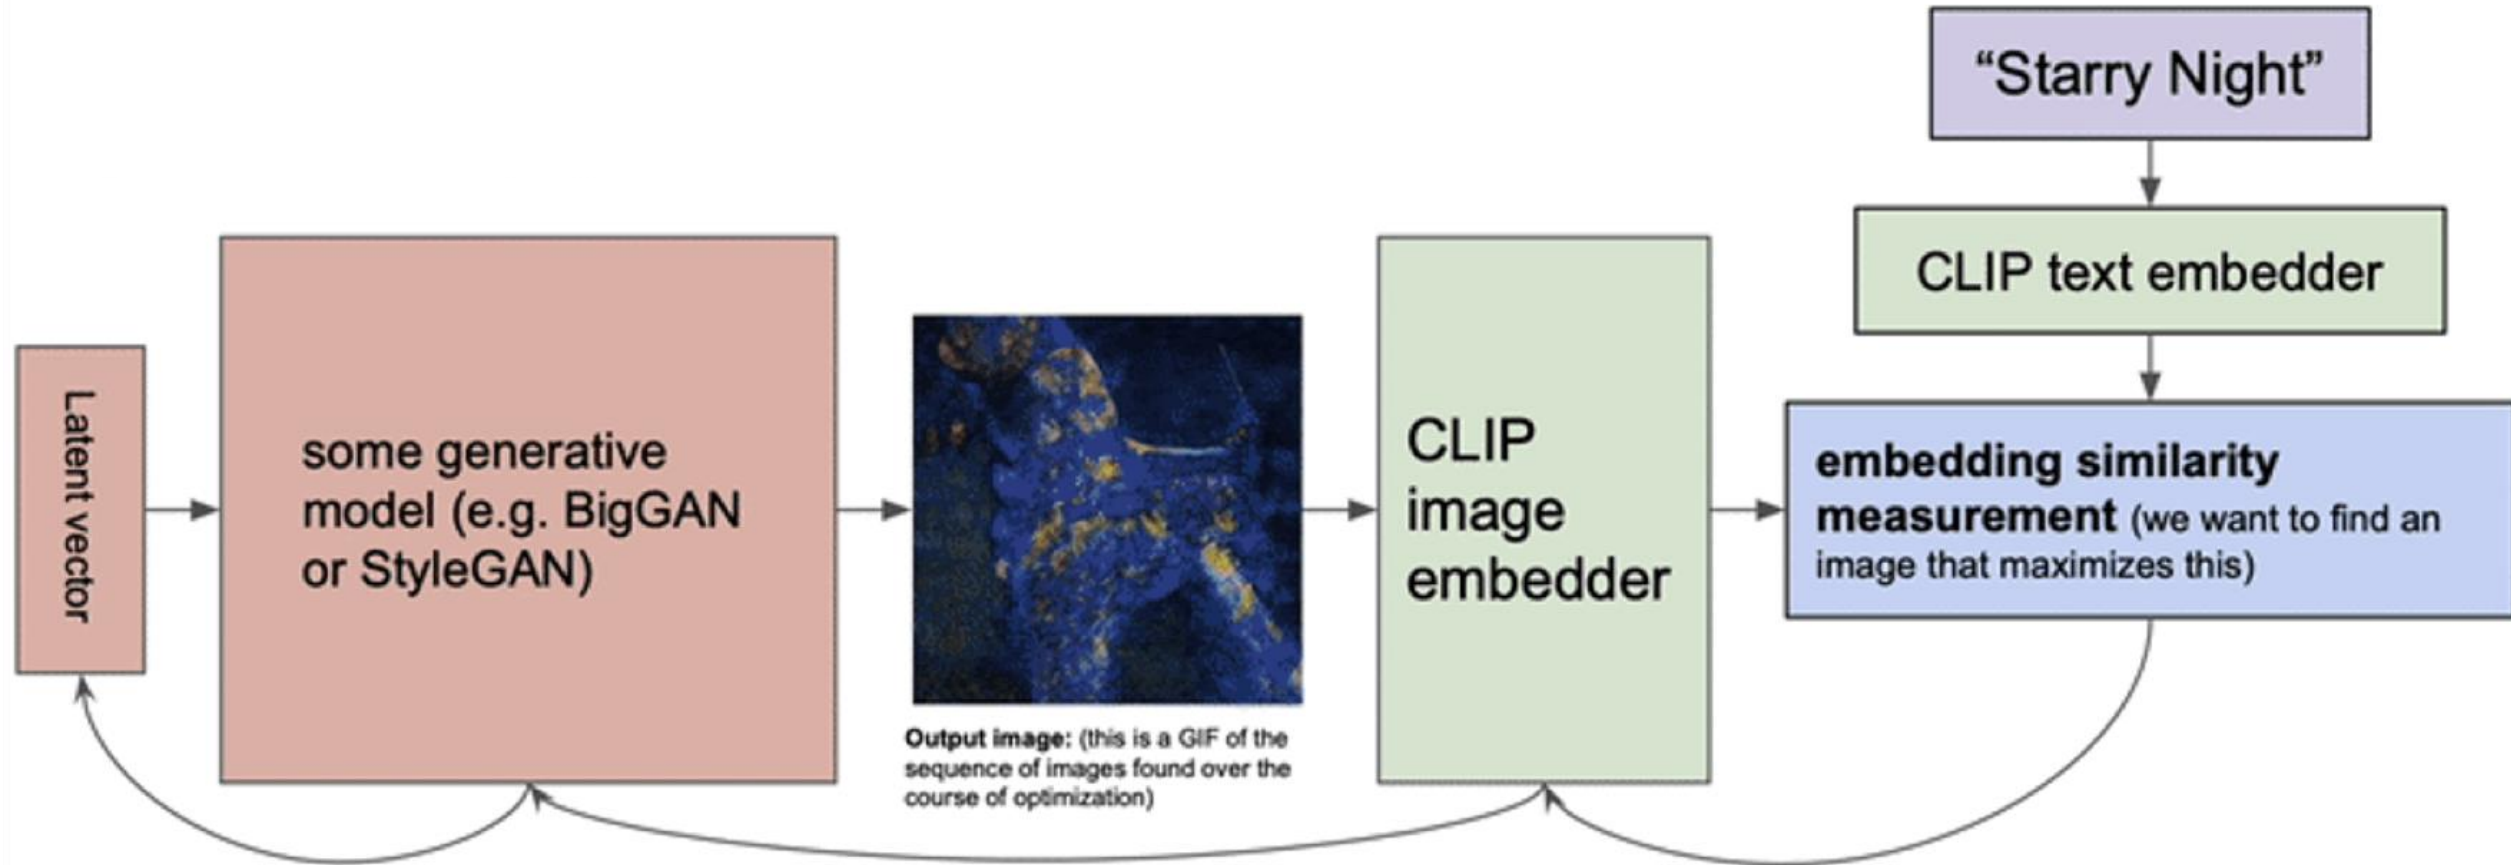 “Starry Night”
CLIP text embedder
Latent vector
some generative
model (e.g. BigGAN
or StyleGAN)
CLIP
image
embedder
embedding similarity
measurement (we want to find an
image that maximizes this)
Output image: (this is a GIF of the
sequence of images found over the
course of optimization)